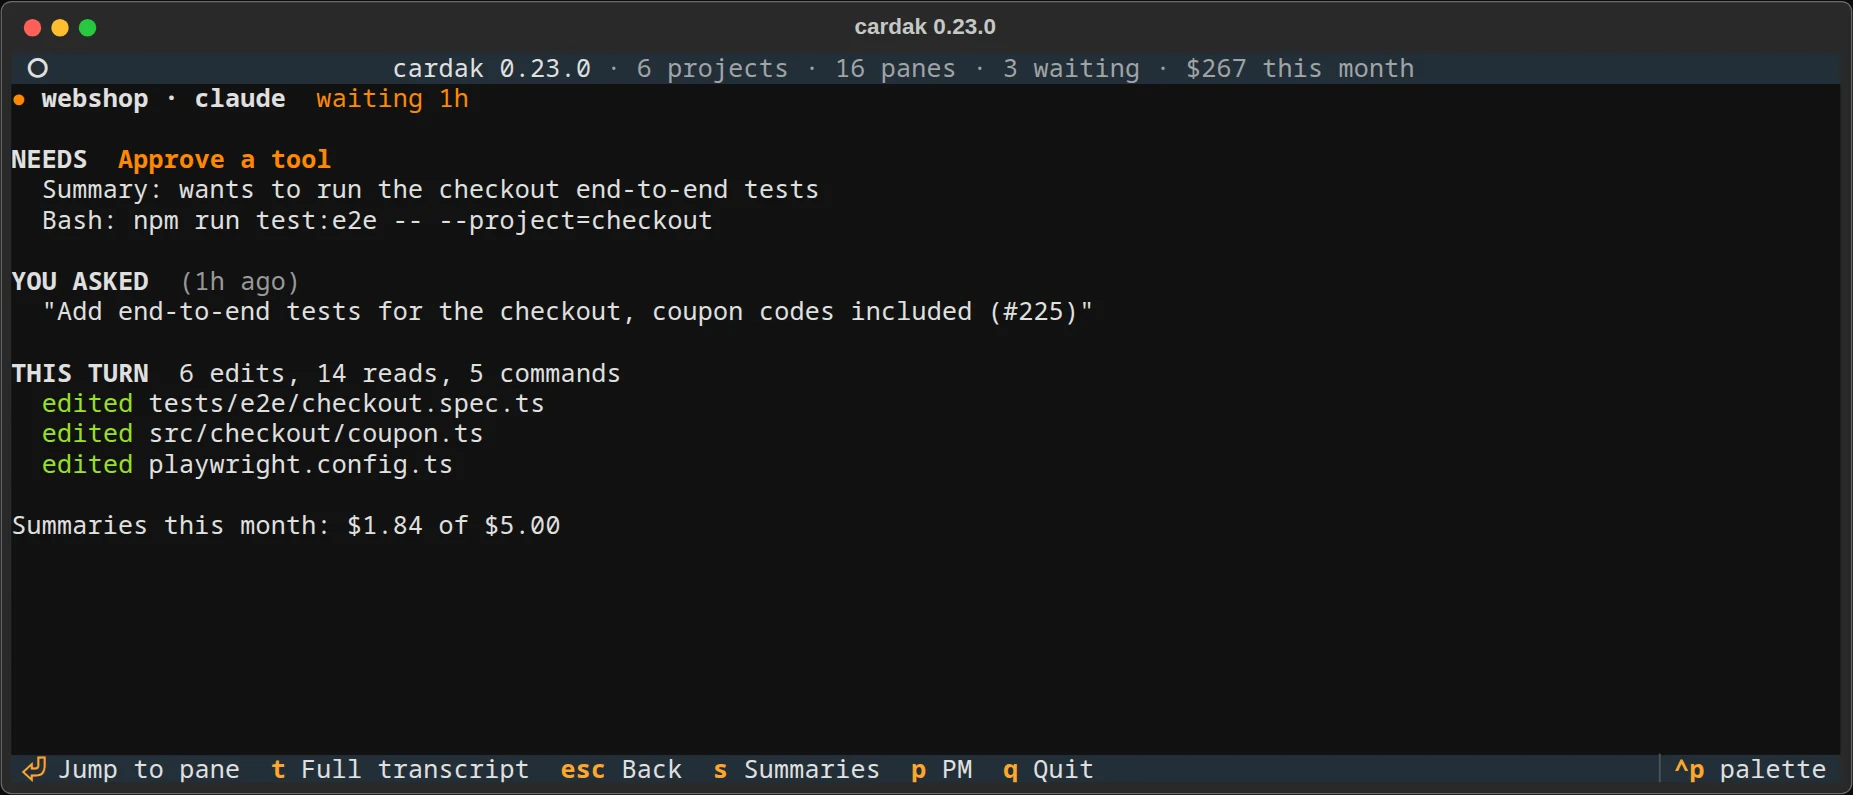 cardak 0.23.0
cardak 0.23.0 · 6 projects · 16 panes · 3 waiting · $267 this month
● webshop · claude  waiting 1h
NEEDS  Approve a tool
Summary: wants to run the checkout end-to-end tests
Bash: npm run test:e2e -- --project=checkout
YOU ASKED  (1h ago)
"Add end-to-end tests for the checkout, coupon codes included (#225)"
THIS TURN  6 edits, 14 reads, 5 commands
edited tests/e2e/checkout.spec.ts
edited src/checkout/coupon.ts
edited playwright.config.ts
Summaries this month: $1.84 of $5.00
⏎ Jump to pane  t Full transcript  esc Back  s Summaries  p PM  q Quit  ^p palette